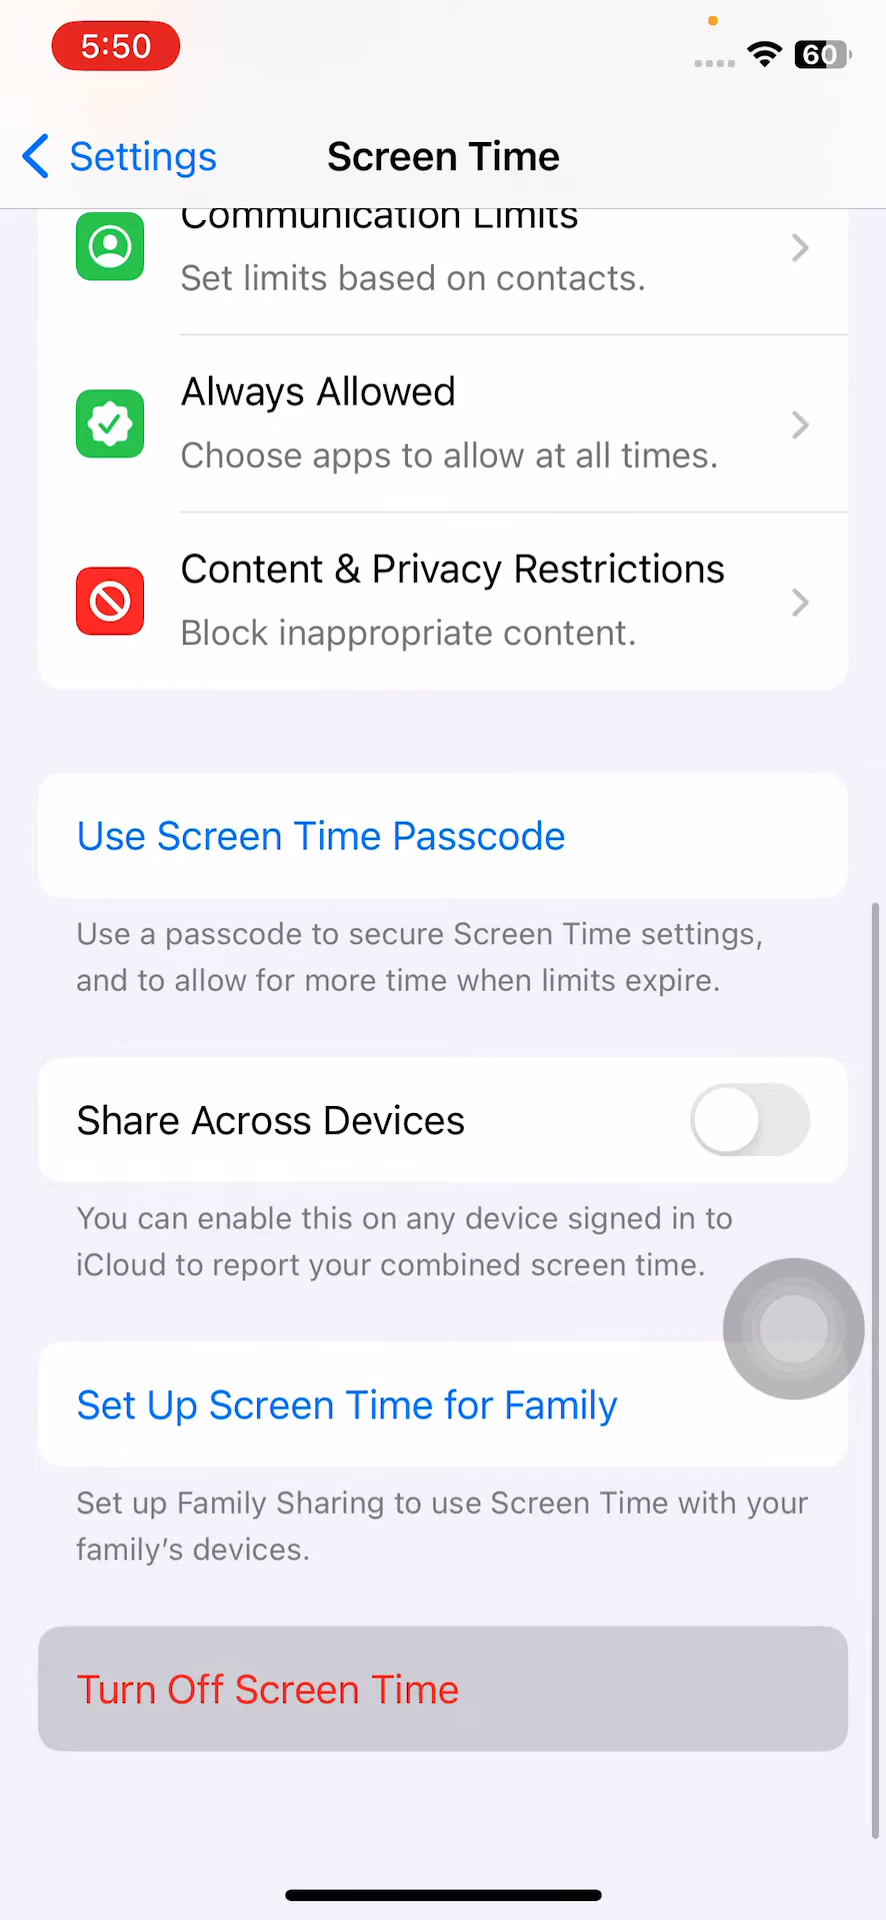 5:50
60
Settings
Screen Time
Communication Limits
Set limits based on contacts.
Always Allowed
Choose apps to allow at all times.
Content & Privacy Restrictions
Block inappropriate content.
Use Screen Time Passcode
Use a passcode to secure Screen Time settings,
and to allow for more time when limits expire.
Share Across Devices
You can enable this on any device signed in to
iCloud to report your combined screen time.
Set Up Screen Time for Family
Set up Family Sharing to use Screen Time with your
family's devices.
Turn Off Screen Time